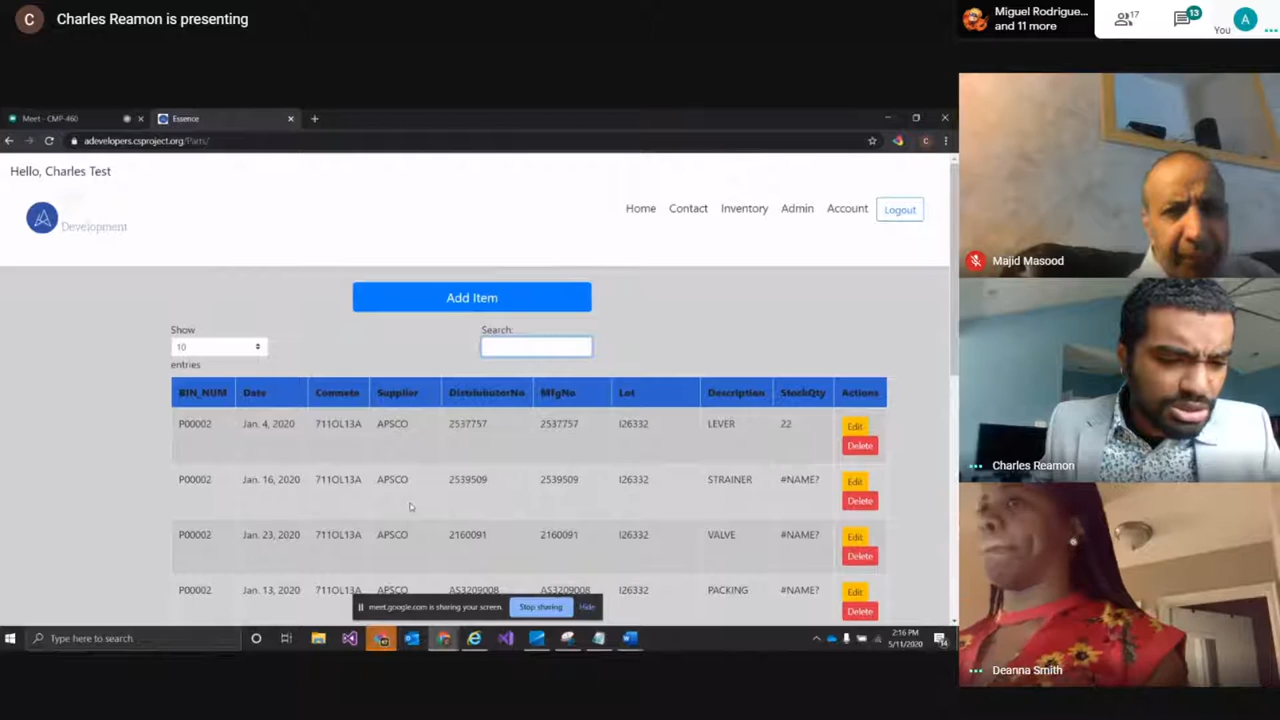 C Charles Reamon is presenting
Miguel Rodrigue...
and 11 more
17
13
You
A
Meet - CMP-460
Essence
adevelopers.csproject.org/Parts/
C
Hello, Charles Test
Development
Home Contact Inventory Admin Account Logout
Add Item
Show
10
entries
Search:
BIN_NUM Date Commete Supplier DistriubutorNo MfgNo Lot Description StockQty Actions
P00002 Jan. 4, 2020 711OL13A APSCO 2537757 2537757 I26332 LEVER 22 Edit
Delete
P00002 Jan. 16, 2020 711OL13A APSCO 2539509 2539509 I26332 STRAINER #NAME? Edit
Delete
P00002 Jan. 23, 2020 711OL13A APSCO 2160091 2160091 I26332 VALVE #NAME? Edit
Delete
P00002 Jan. 13, 2020 711OL13A APSCO AS3209008 AS3209008 I26332 PACKING #NAME? Edit
Delete
meet.google.com is sharing your screen. Stop sharing Hide
Type here to search
2:16 PM
5/11/2020
Majid Masood
Charles Reamon
Deanna Smith